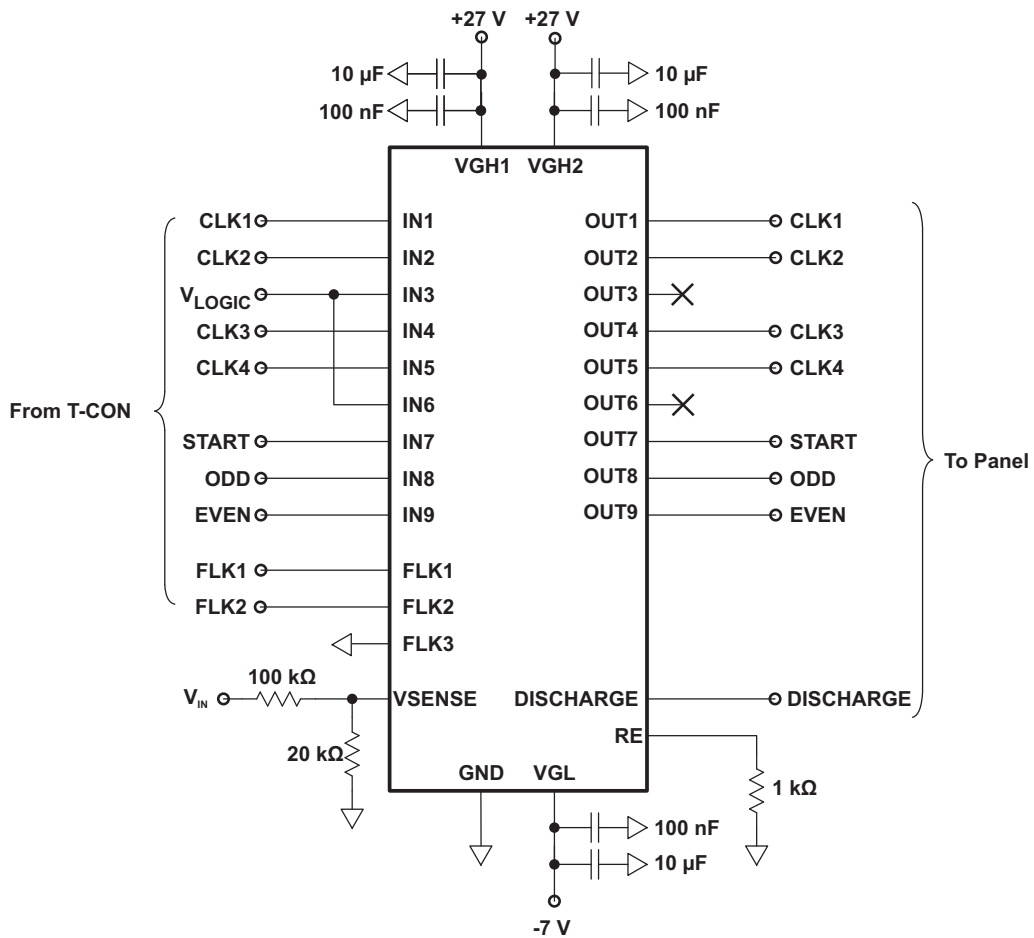 +27 V +27 V
10 µF 10 µF
100 nF 100 nF
VGH1 VGH2
CLK1 IN1 OUT1 CLK1
CLK2 IN2 OUT2 CLK2
VLOGIC IN3 OUT3
CLK3 IN4 OUT4 CLK3
CLK4 IN5 OUT5 CLK4
From T-CON IN6 OUT6
START IN7 OUT7 START
To Panel
ODD IN8 OUT8 ODD
EVEN IN9 OUT9 EVEN
FLK1 FLK1
FLK2 FLK2
FLK3
100 kΩ
VIN VSENSE DISCHARGE DISCHARGE
RE
20 kΩ
GND VGL 1 kΩ
100 nF
10 µF
-7 V